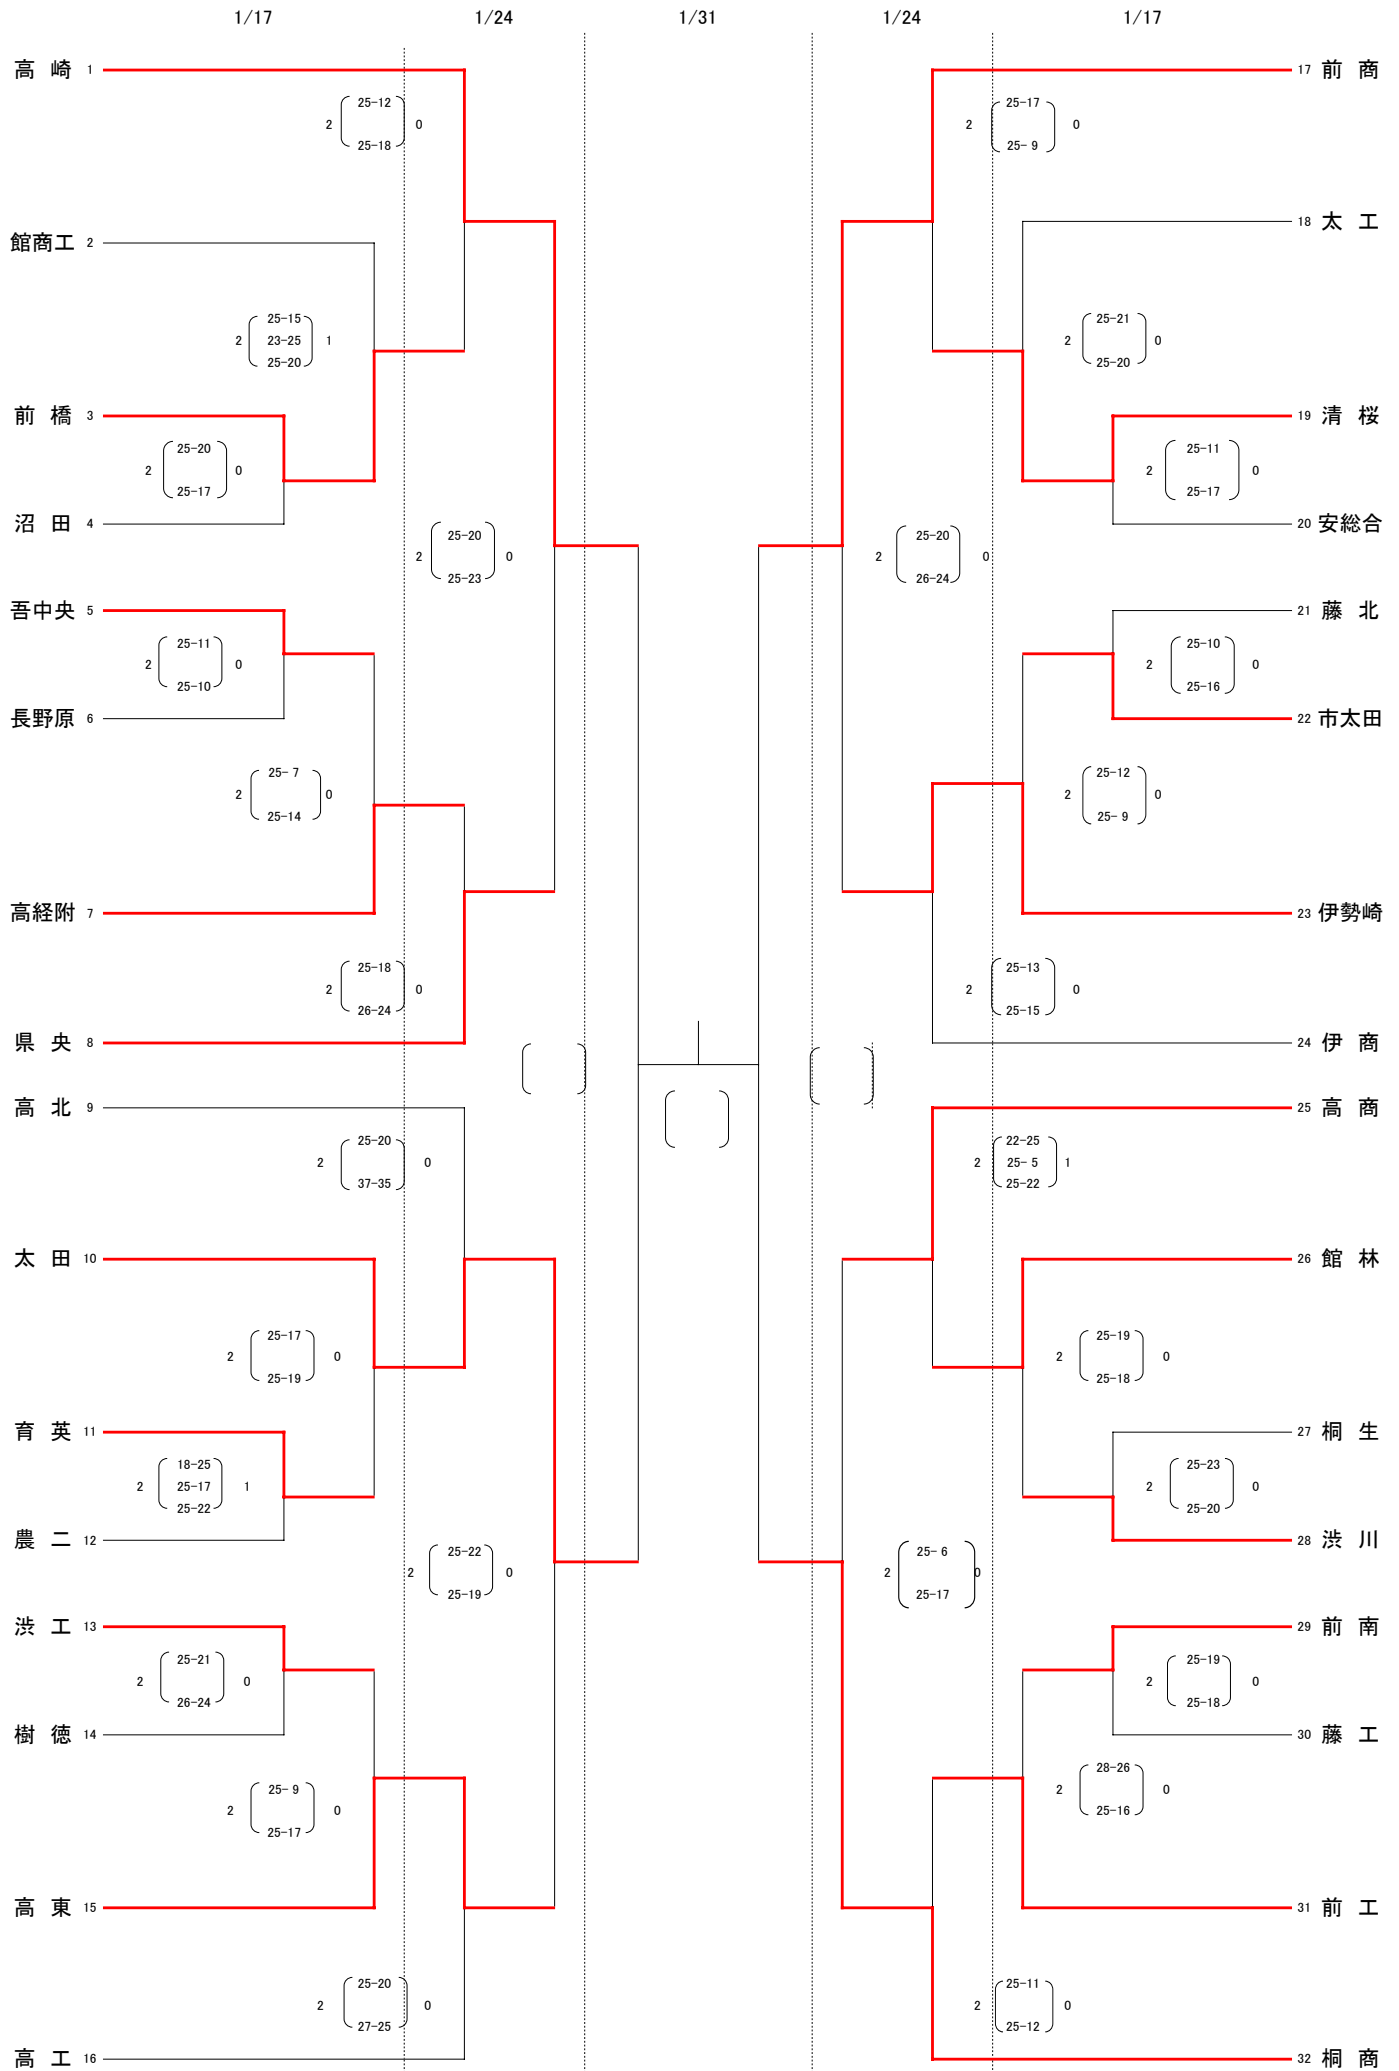 1/17 1/24 1/31 1/24 1/17
高 崎 1
17 前 商
25-12
2 0
25-18
25-17
2 0
25- 9
18 太 工
館商工 2
25-15
2 23-25 1
25-20
25-21
2 0
25-20
前 橋 3
19 清 桜
25-20
2 0
25-17
25-11
2 0
25-17
沼 田 4
20 安総合
25-20
2 0
25-23
25-20
2 0
26-24
吾中央 5
21 藤 北
25-11
2 0
25-10
25-10
2 0
25-16
長野原 6
22 市太田
25- 7
2 0
25-14
25-12
2 0
25- 9
高経附 7
23 伊勢崎
25-18
2 0
26-24
25-13
2 0
25-15
県 央 8
24 伊 商
高 北 9
25 高 商
25-20
2 0
37-35
22-25
2 25- 5 1
25-22
太 田 10
26 館 林
25-17
2 0
25-19
25-19
2 0
25-18
育 英 11
27 桐 生
18-25
2 25-17 1
25-22
25-23
2 0
25-20
農 二 12
28 渋 川
25-22
2 0
25-19
25- 6
2 0
25-17
渋 工 13
29 前 南
25-21
2 0
26-24
25-19
2 0
25-18
樹 徳 14
30 藤 工
25- 9
2 0
25-17
28-26
2 0
25-16
高 東 15
31 前 工
25-20
2 0
27-25
25-11
2 0
25-12
高 工 16
32 桐 商